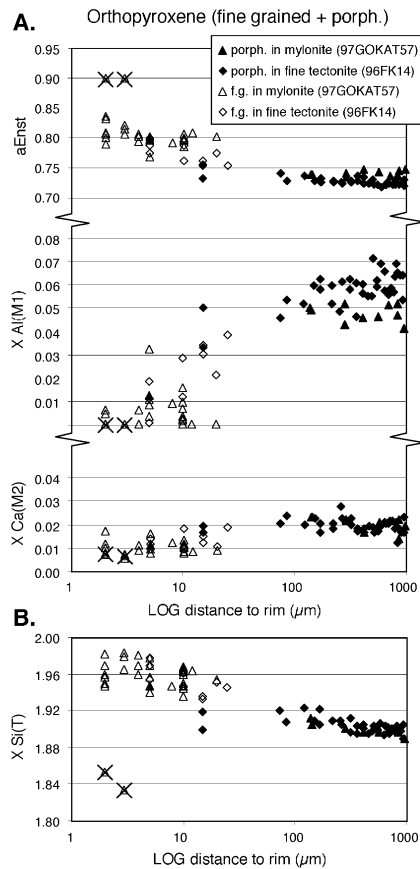 A.
Orthopyroxene (fine grained + porph.)
▲ porph. in mylonite (97GOKAT57)
◆ porph. in fine tectonite (96FK14)
△ f.g. in mylonite (97GOKAT57)
◇ f.g. in fine tectonite (96FK14)
aEnst
0.95
0.90
0.85
0.80
0.75
0.70
X Al(M1)
0.08
0.07
0.06
0.05
0.04
0.03
0.02
0.01
X Ca(M2)
0.04
0.03
0.02
0.01
0.00
1 10 100 1000
LOG distance to rim (µm)
B.
X Si(T)
2.00
1.96
1.92
1.88
1.84
1.80
1 10 100 1000
LOG distance to rim (µm)